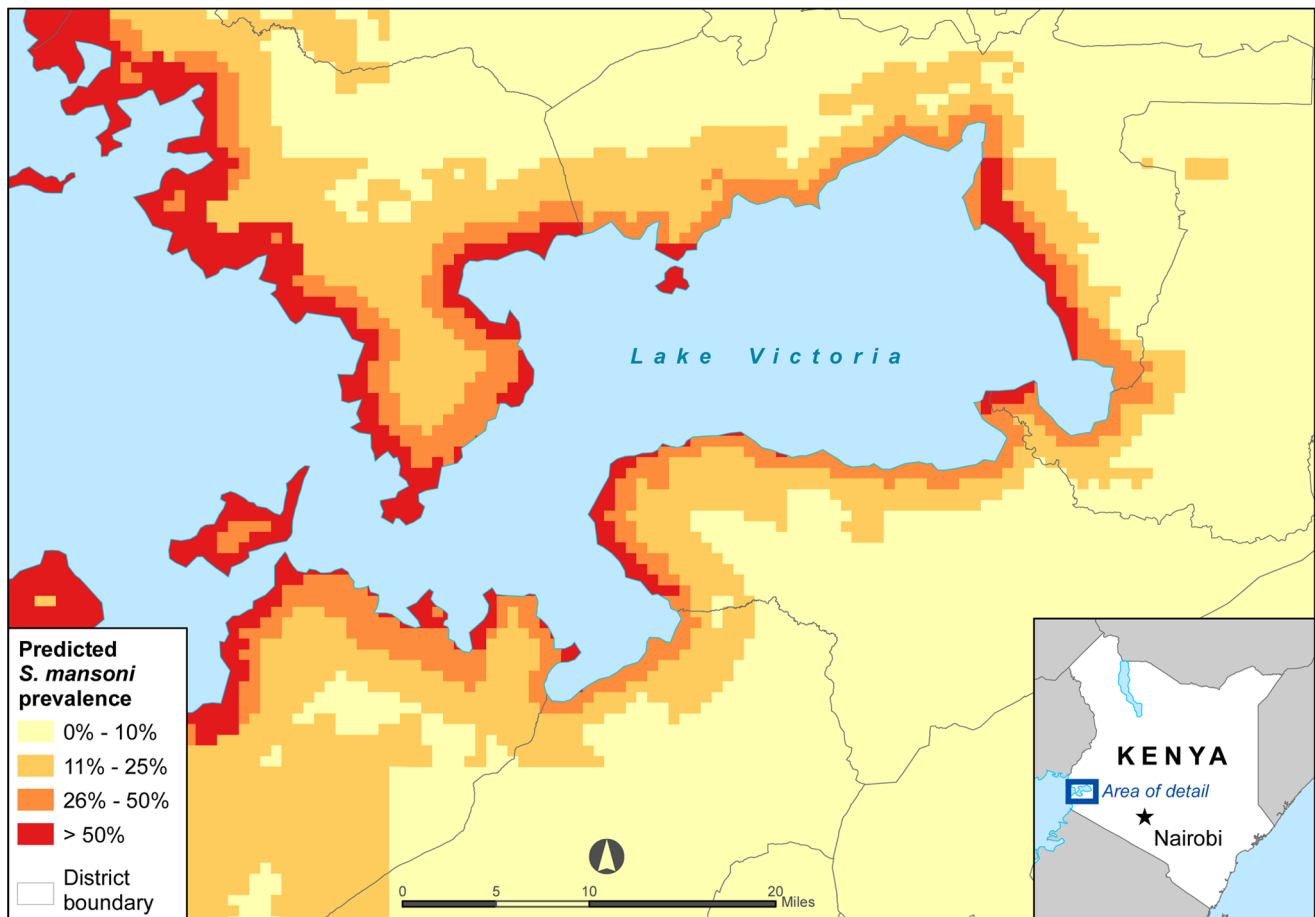 Lake Victoria
Predicted
S. mansoni
prevalence
0% - 10%
11% - 25%
26% - 50%
> 50%
District
boundary
0 5 10 20 Miles
KENYA
Area of detail
Nairobi